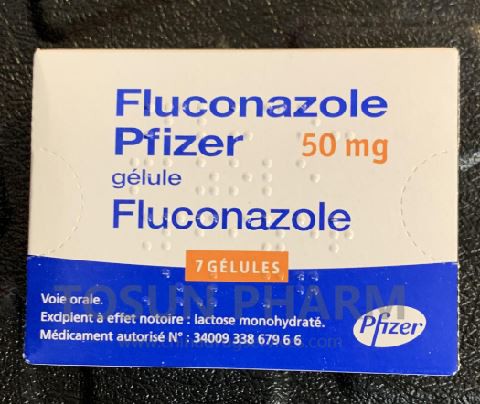 Fluconazole
Pfizer 50 mg
gélule
Fluconazole
7 GÉLULES
Voie orale.
TOSUN PHARM
Excipient à effet notoire : lactose monohydraté.
Médicament autorisé N° : 34009 338 679 6 6
Pfizer